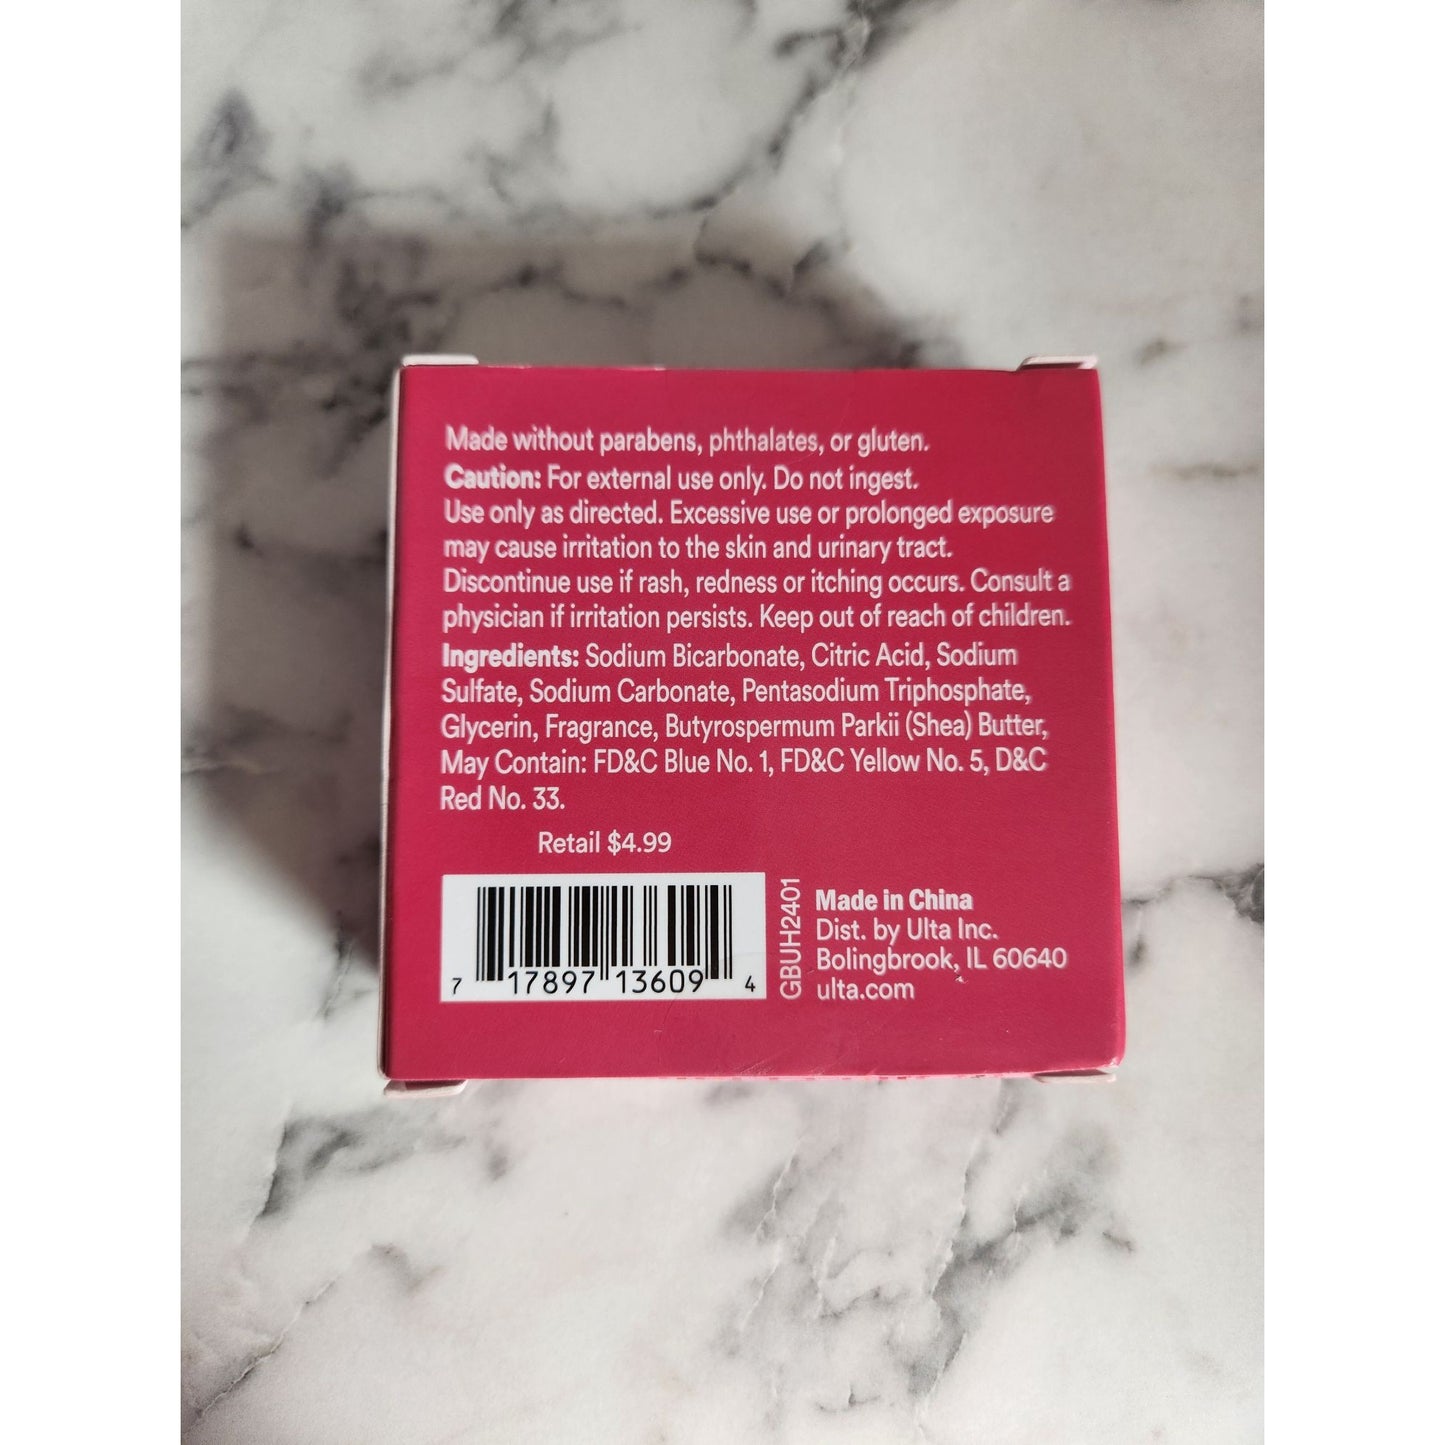 Made without parabens, phthalates, or gluten.
Caution: For external use only. Do not ingest.
Use only as directed. Excessive use or prolonged exposure
may cause irritation to the skin and urinary tract.
Discontinue use if rash, redness or itching occurs. Consult a
physician if irritation persists. Keep out of reach of children.
Ingredients: Sodium Bicarbonate, Citric Acid, Sodium
Sulfate, Sodium Carbonate, Pentasodium Triphosphate,
Glycerin, Fragrance, Butyrospermum Parkii (Shea) Butter,
May Contain: FD&C Blue No. 1, FD&C Yellow No. 5, D&C
Red No. 33.
Retail $4.99
7 17897 13609 4
GBUH2401
Made in China
Dist. by Ulta Inc.
Bolingbrook, IL 60640
ulta.com